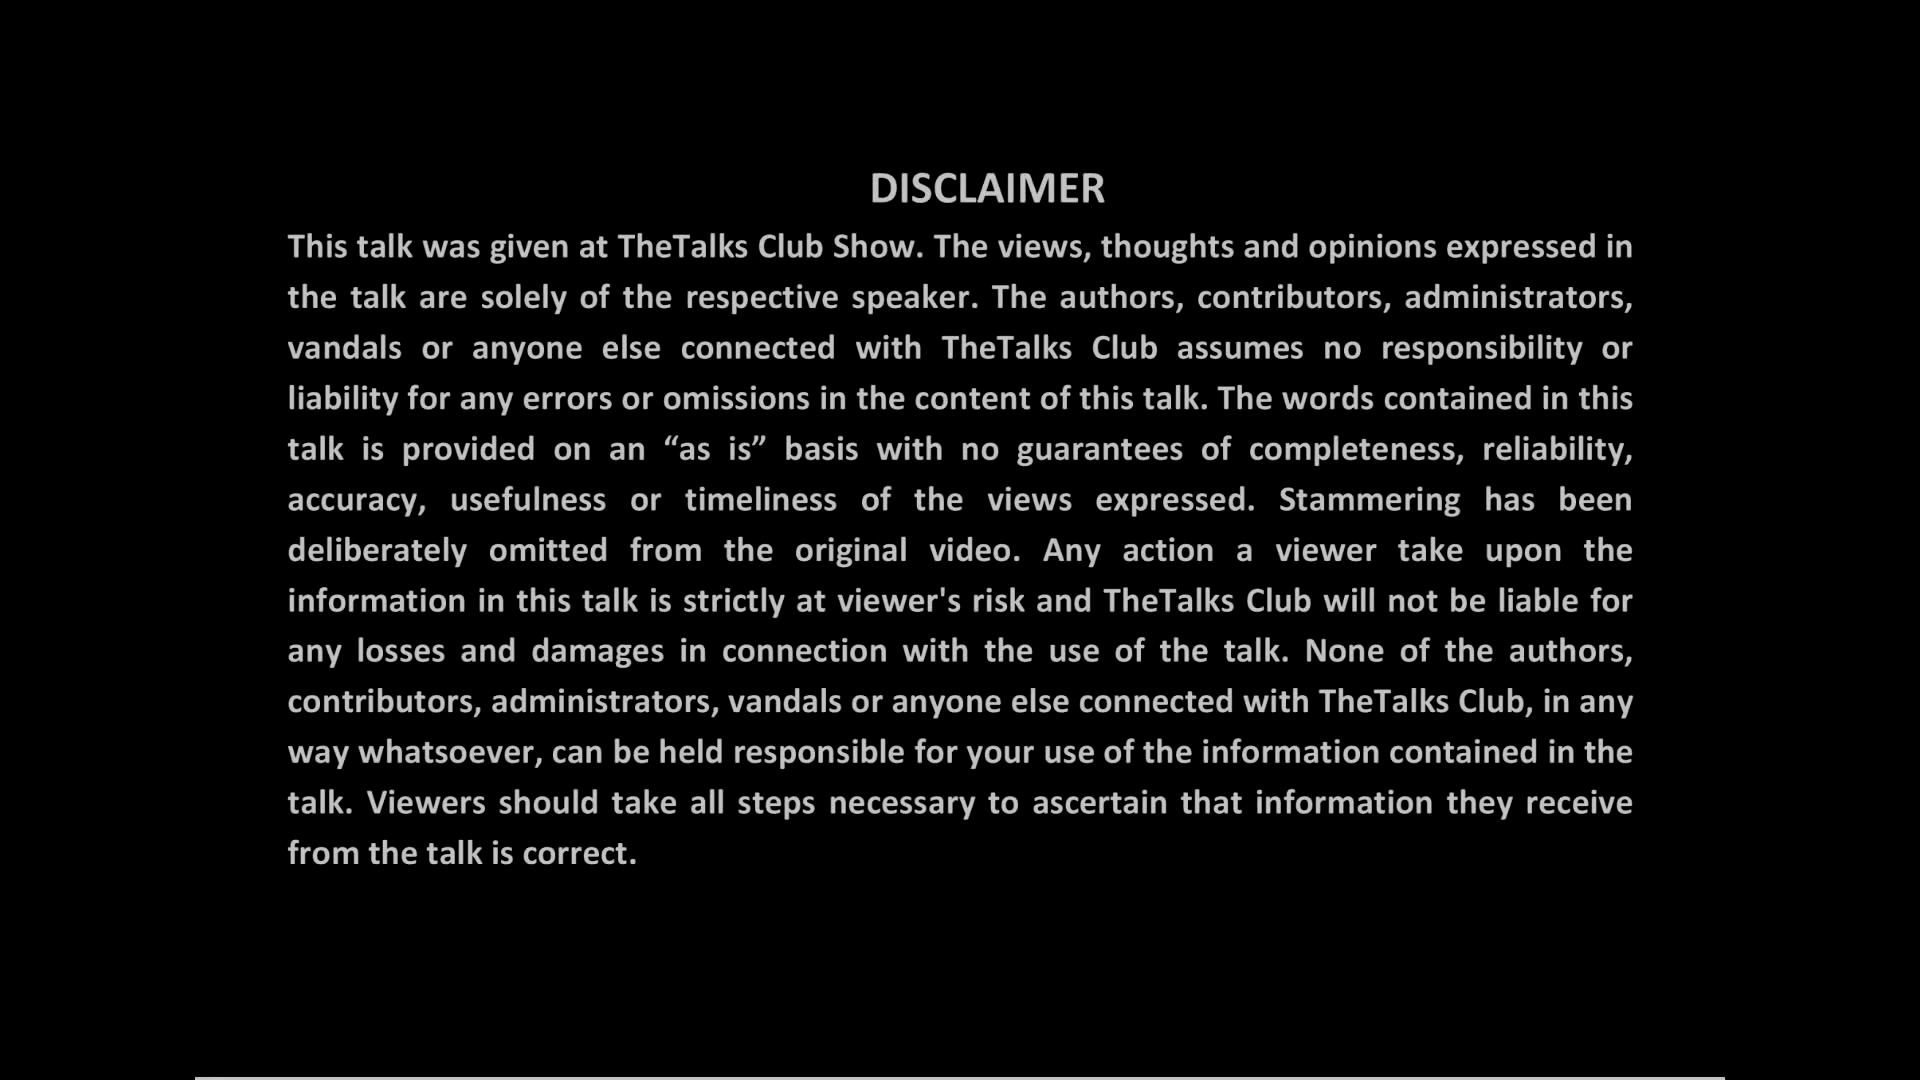 DISCLAIMER
This talk was given at TheTalks Club Show. The views, thoughts and opinions expressed in
the talk are solely of the respective speaker. The authors, contributors, administrators,
vandals or anyone else connected with TheTalks Club assumes no responsibility or
liability for any errors or omissions in the content of this talk. The words contained in this
talk is provided on an “as is” basis with no guarantees of completeness, reliability,
accuracy, usefulness or timeliness of the views expressed. Stammering has been
deliberately omitted from the original video. Any action a viewer take upon the
information in this talk is strictly at viewer's risk and TheTalks Club will not be liable for
any losses and damages in connection with the use of the talk. None of the authors,
contributors, administrators, vandals or anyone else connected with TheTalks Club, in any
way whatsoever, can be held responsible for your use of the information contained in the
talk. Viewers should take all steps necessary to ascertain that information they receive
from the talk is correct.